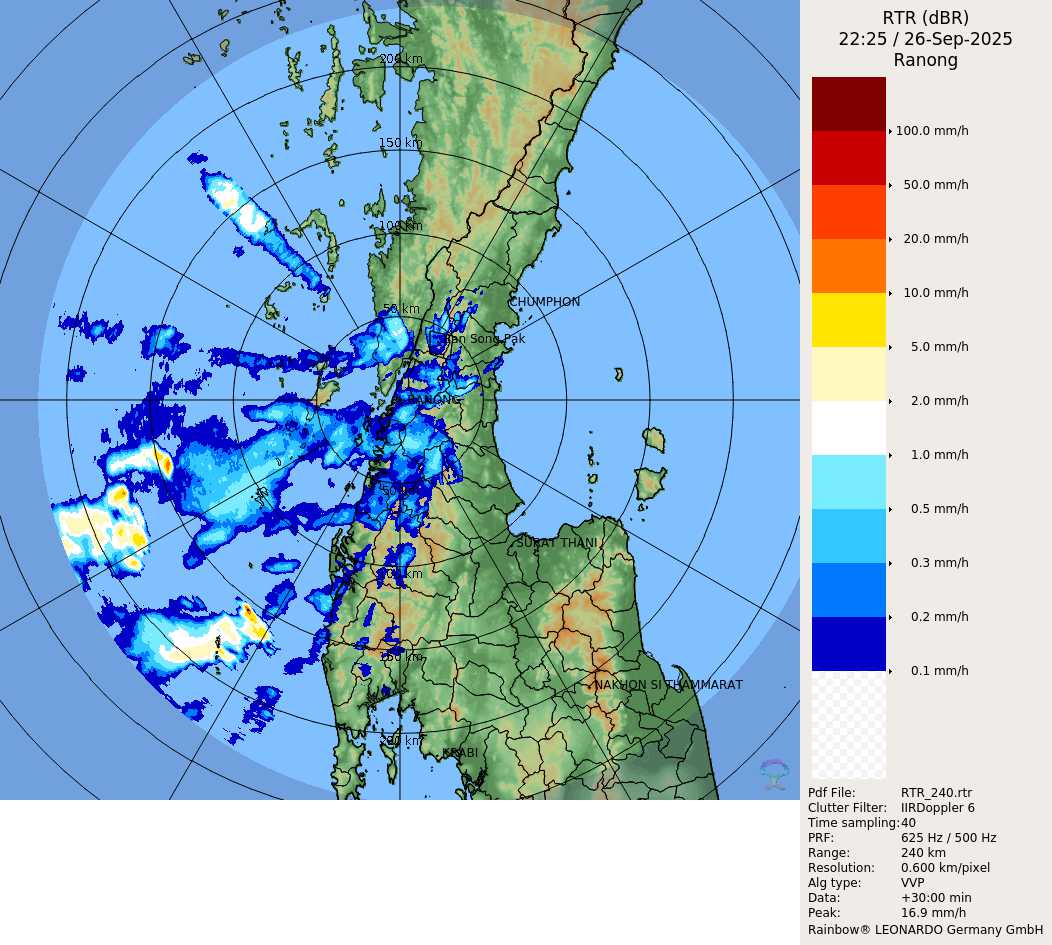 RTR (dBR)
22:25 / 26-Sep-2025
Ranong
200 km
150 km
100 km
50 km
CHUMPHON
Ban Song Pak
RANONG
50 km
SURAT THANI
100 km
150 km
NAKHON SI THAMMARAT
200 km
KRABI
100.0 mm/h
50.0 mm/h
20.0 mm/h
10.0 mm/h
5.0 mm/h
2.0 mm/h
1.0 mm/h
0.5 mm/h
0.3 mm/h
0.2 mm/h
0.1 mm/h
Pdf File: RTR_240.rtr
Clutter Filter: IIRDoppler 6
Time sampling:40
PRF: 625 Hz / 500 Hz
Range: 240 km
Resolution: 0.600 km/pixel
Alg type: VVP
Data: +30:00 min
Peak: 16.9 mm/h
Rainbow® LEONARDO Germany GmbH